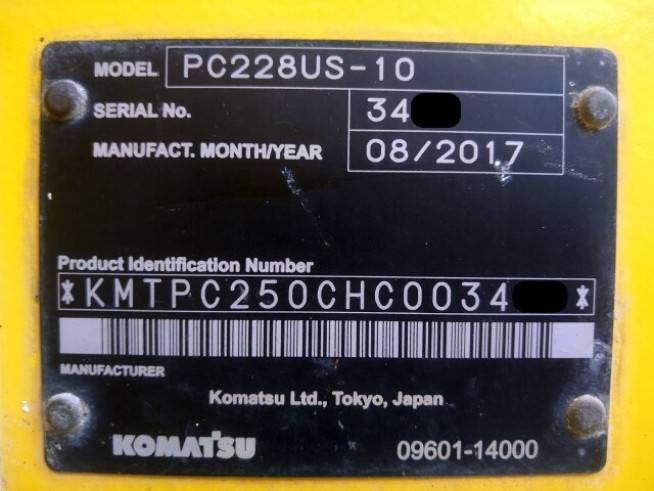 MODEL PC228US-10
SERIAL No. 34
MANUFACT. MONTH/YEAR 08/2017
Product Identification Number
*KMTPC250CHC0034 *
MANUFACTURER
Komatsu Ltd., Tokyo, Japan
KOMATSU 09601-14000